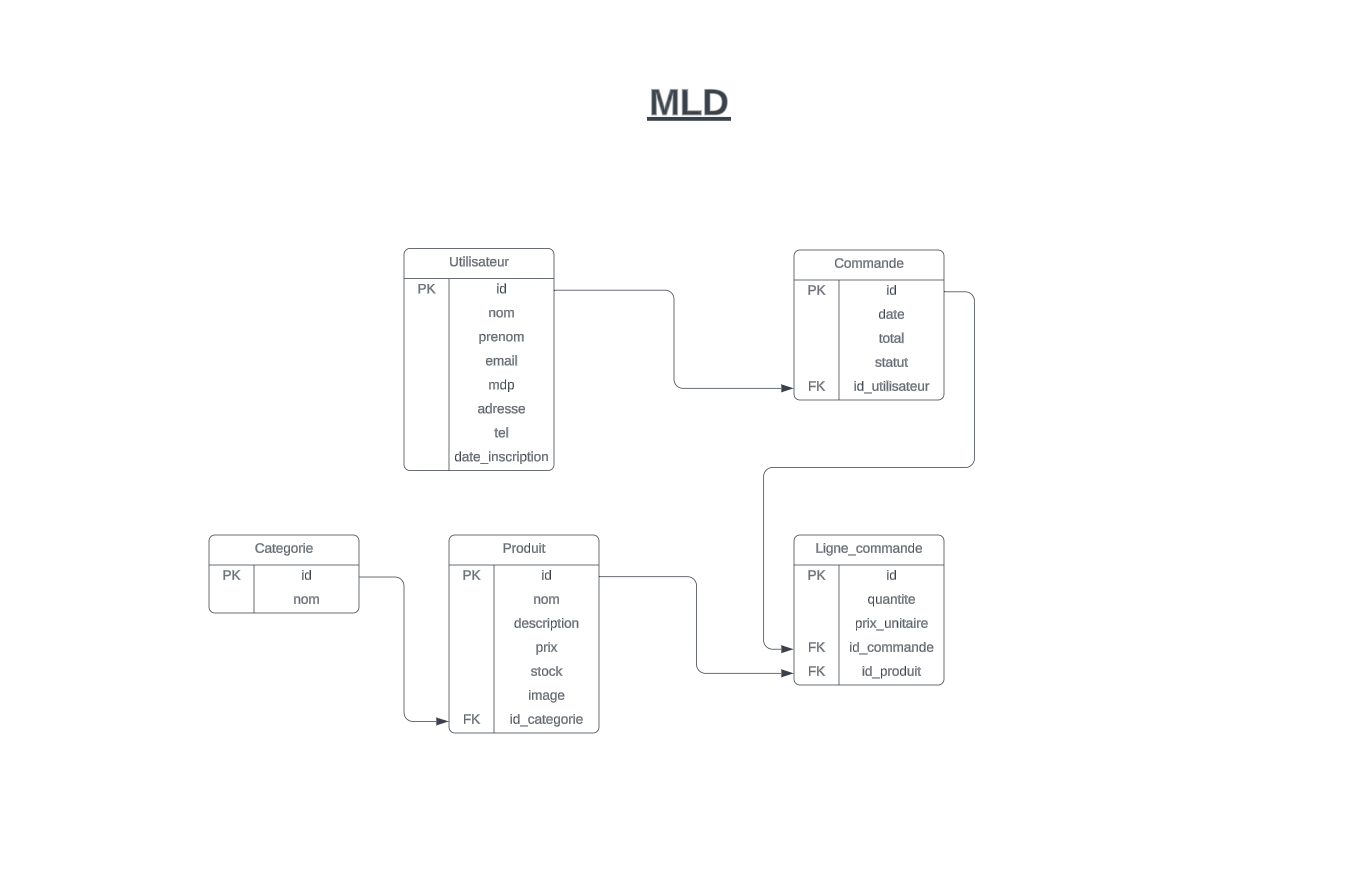 MLD
Utilisateur
PK id
nom
prenom
email
mdp
adresse
tel
date_inscription
Commande
PK id
date
total
statut
FK id_utilisateur
Categorie
PK id
nom
Produit
PK id
nom
description
prix
stock
image
FK id_categorie
Ligne_commande
PK id
quantite
prix_unitaire
FK id_commande
FK id_produit